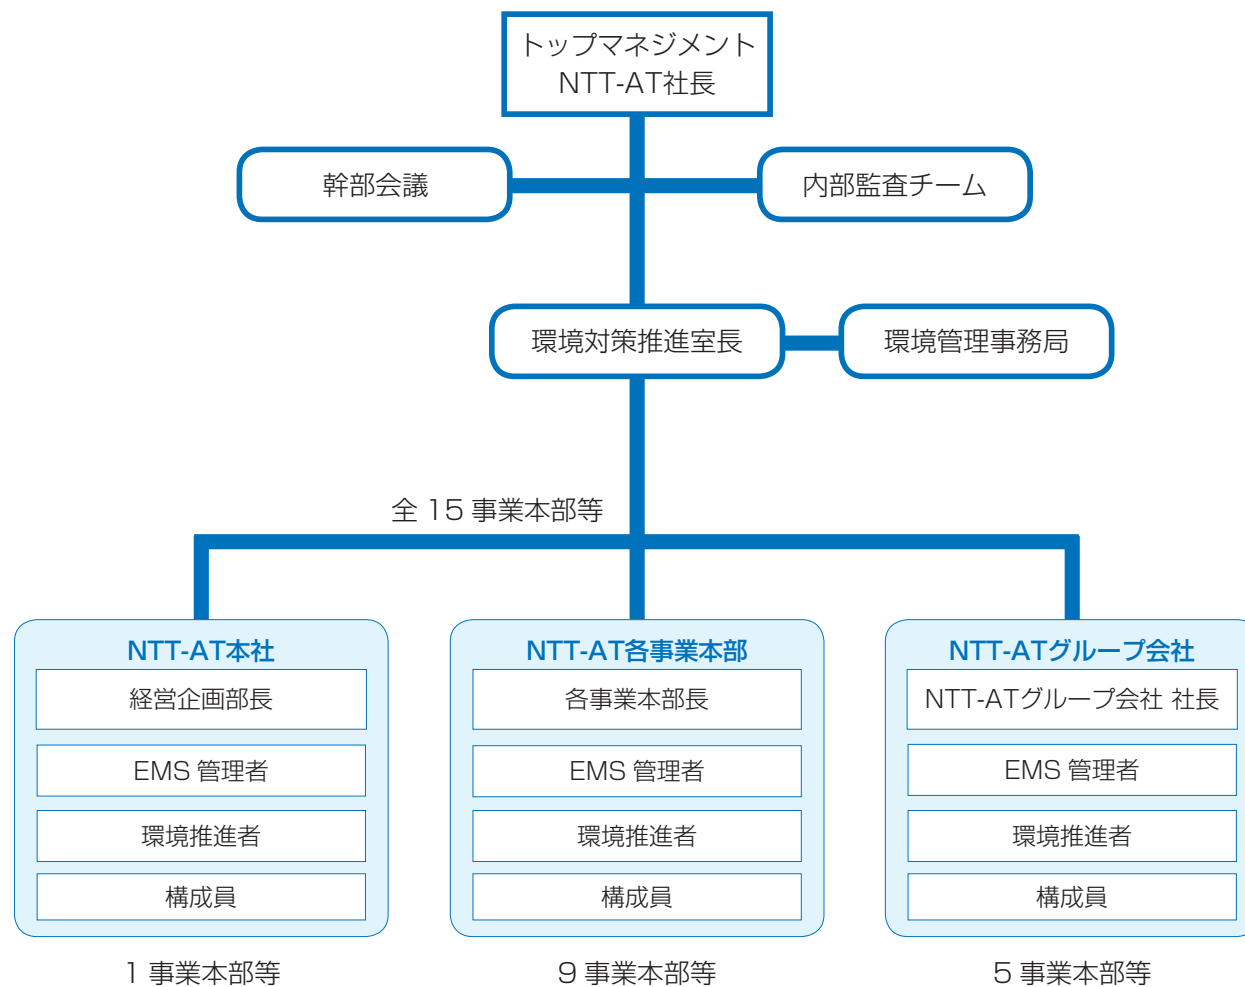 トップマネジメント
NTT-AT社長
幹部会議
内部監査チーム
環境対策推進室長
環境管理事務局
全 15 事業本部等
NTT-AT本社
経営企画部長
EMS 管理者
環境推進者
構成員
1 事業本部等
NTT-AT各事業本部
各事業本部長
EMS 管理者
環境推進者
構成員
9 事業本部等
NTT-ATグループ会社
NTT-ATグループ会社 社長
EMS 管理者
環境推進者
構成員
5 事業本部等